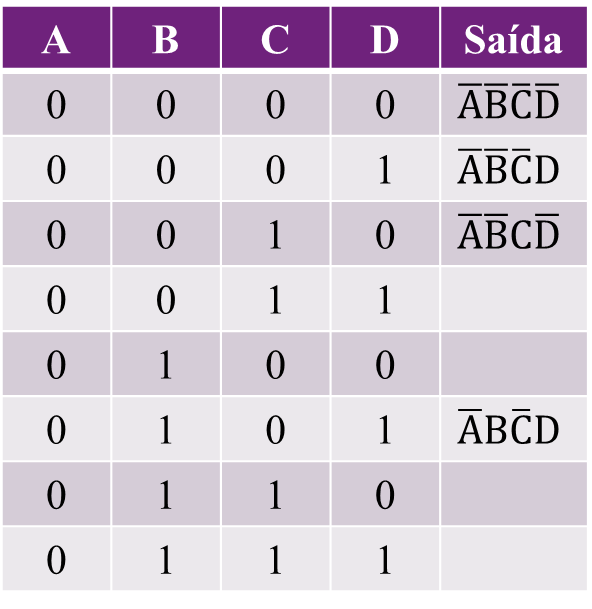 A B C D Saída
0 0 0 0 A̅B̅C̅D̅
0 0 0 1 A̅B̅C̅D
0 0 1 0 A̅B̅CD̅
0 0 1 1
0 1 0 0
0 1 0 1 A̅BC̅D
0 1 1 0
0 1 1 1